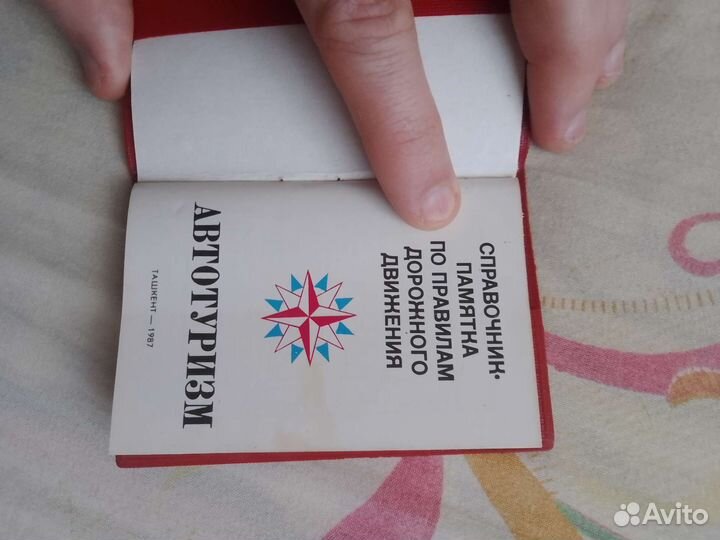 СПРАВОЧНИК-
ПАМЯТКА
ПО ПРАВИЛАМ
ДОРОЖНОГО
ДВИЖЕНИЯ
АВТОТУРИЗМ
ТАШКЕНТ — 1987
Avito